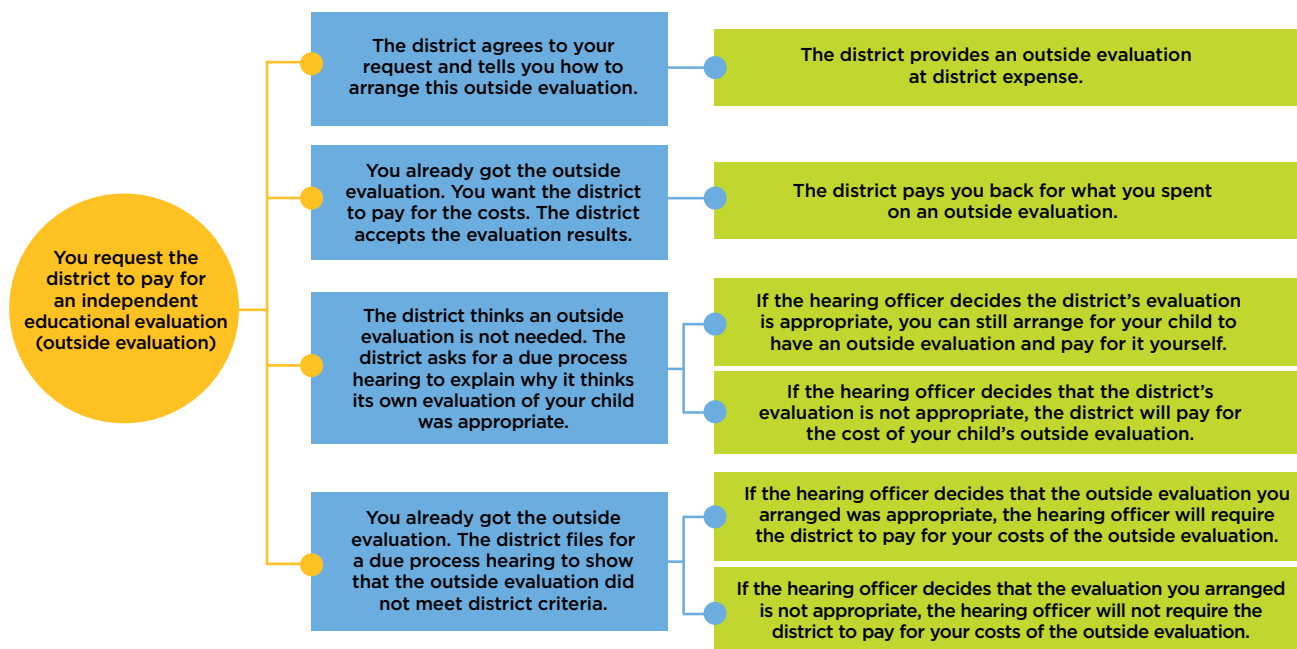 You request the
district to pay for
an independent
educational evaluation
(outside evaluation)
The district agrees to your
request and tells you how to
arrange this outside evaluation.
The district provides an outside evaluation
at district expense.
You already got the outside
evaluation. You want the district
to pay for the costs. The district
accepts the evaluation results.
The district pays you back for what you spent
on an outside evaluation.
The district thinks an outside
evaluation is not needed. The
district asks for a due process
hearing to explain why it thinks
its own evaluation of your child
was appropriate.
If the hearing officer decides the district’s evaluation
is appropriate, you can still arrange for your child to
have an outside evaluation and pay for it yourself.
If the hearing officer decides that the district’s
evaluation is not appropriate, the district will pay for
the cost of your child’s outside evaluation.
You already got the outside
evaluation. The district files for
a due process hearing to show
that the outside evaluation did
not meet district criteria.
If the hearing officer decides that the outside evaluation you
arranged was appropriate, the hearing officer will require
the district to pay for your costs of the outside evaluation.
If the hearing officer decides that the evaluation you arranged
is not appropriate, the hearing officer will not require the
district to pay for your costs of the outside evaluation.